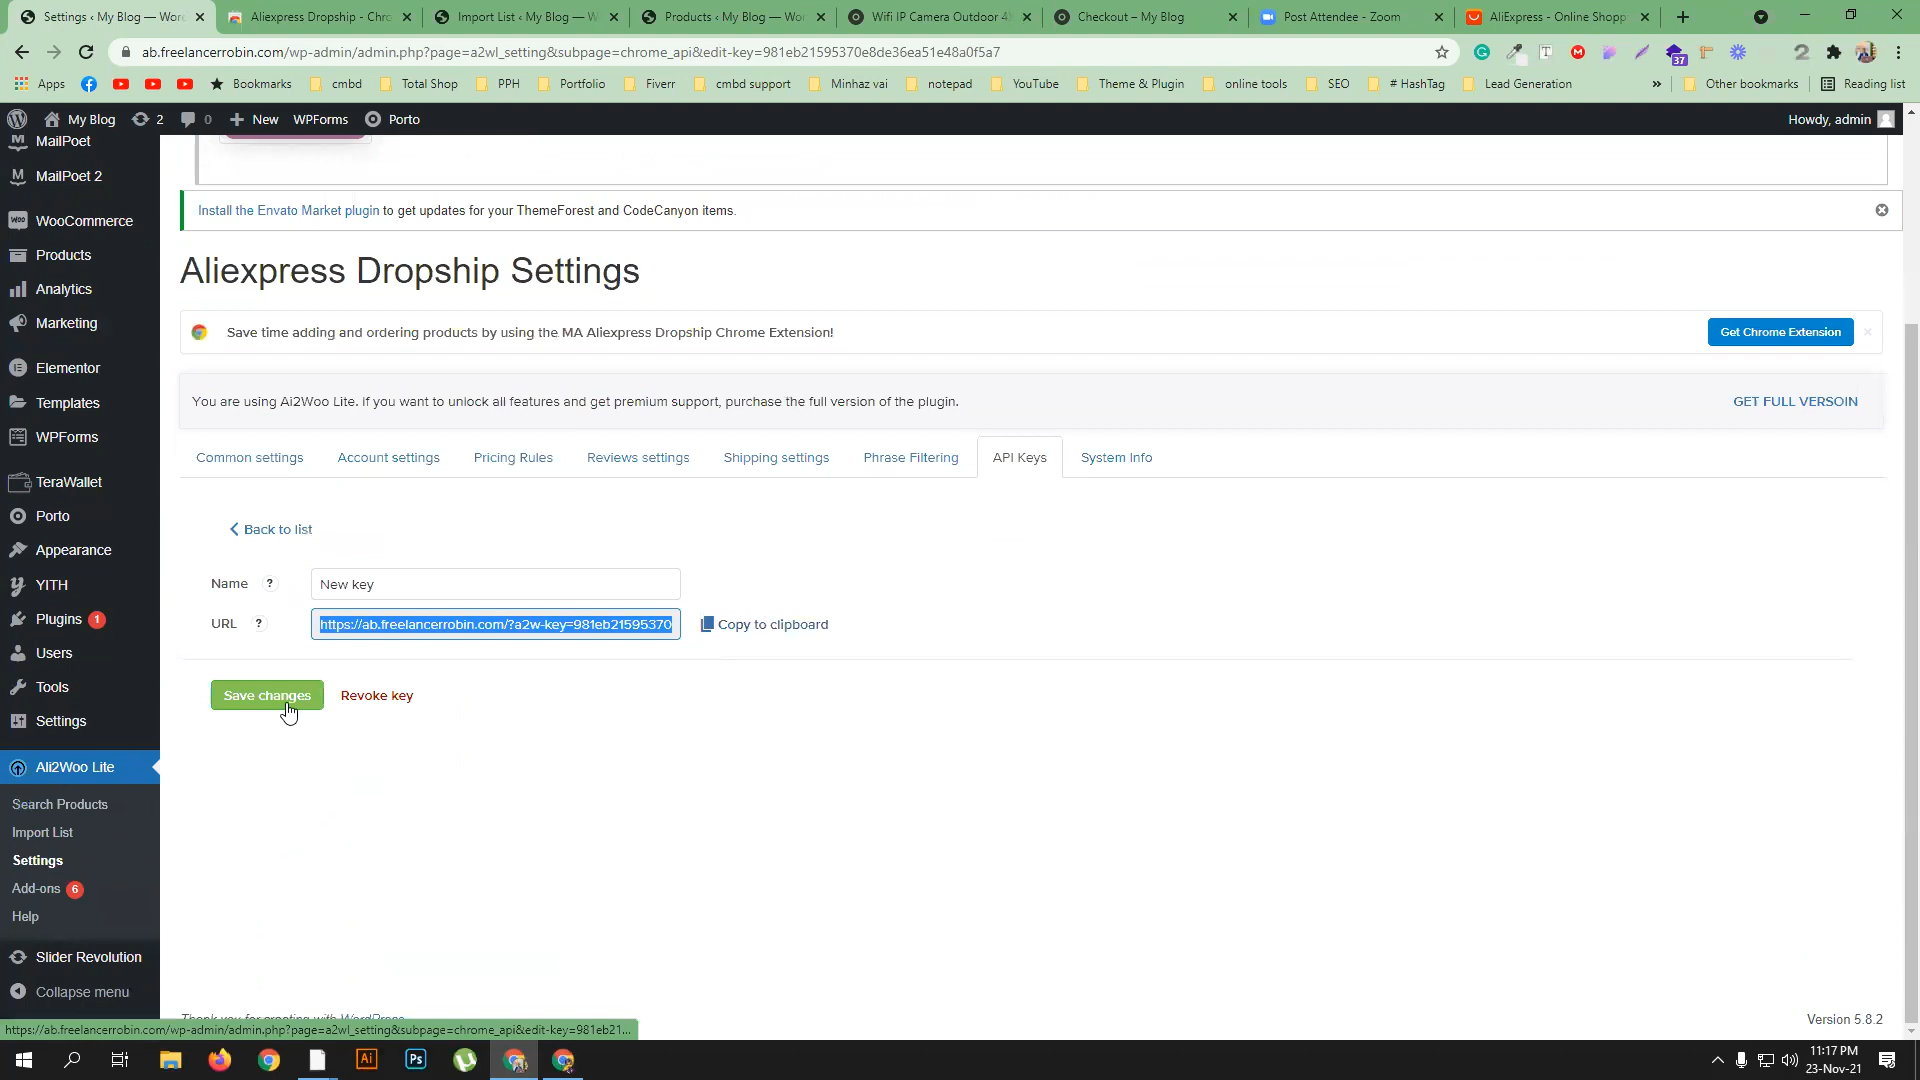 Settings ‹ My Blog — Wor
Aliexpress Dropship - Chro
Import List ‹ My Blog — W
Products ‹ My Blog — Wo
Wifi IP Camera Outdoor 4
Checkout – My Blog
Post Attendee - Zoom
AliExpress - Online Shopp
ab.freelancerrobin.com/wp-admin/admin.php?page=a2wl_setting&subpage=chrome_api&edit-key=981eb21595370e8de36ea51e48a0f5a7
37
Apps
Bookmarks
cmbd
Total Shop
PPH
Portfolio
Fiverr
cmbd support
Minhaz vai
notepad
YouTube
Theme & Plugin
online tools
SEO
# HashTag
Lead Generation
»
Other bookmarks
Reading list
My Blog
2
0
New
WPForms
Porto
Howdy, admin
MailPoet
MailPoet 2
WooCommerce
Products
Analytics
Marketing
Elementor
Templates
WPForms
TeraWallet
Porto
Appearance
YITH
Plugins 1
Users
Tools
Settings
Ali2Woo Lite
Search Products
Import List
Settings
Add-ons 6
Help
Slider Revolution
Collapse menu
Install the Envato Market plugin to get updates for your ThemeForest and CodeCanyon items.
Aliexpress Dropship Settings
Save time adding and ordering products by using the MA Aliexpress Dropship Chrome Extension!
Get Chrome Extension
You are using Ai2Woo Lite. If you want to unlock all features and get premium support, purchase the full version of the plugin.
GET FULL VERSOIN
Common settings
Account settings
Pricing Rules
Reviews settings
Shipping settings
Phrase Filtering
API Keys
System Info
Back to list
Name ?
New key
URL ?
https://ab.freelancerrobin.com/?a2w-key=981eb21595370
Copy to clipboard
Save changes
Revoke key
Thank you for creating with WordPress.
Version 5.8.2
https://ab.freelancerrobin.com/wp-admin/admin.php?page=a2wl_setting&subpage=chrome_api&edit-key=981eb21...
Ai
Ps
11:17 PM
23-Nov-21